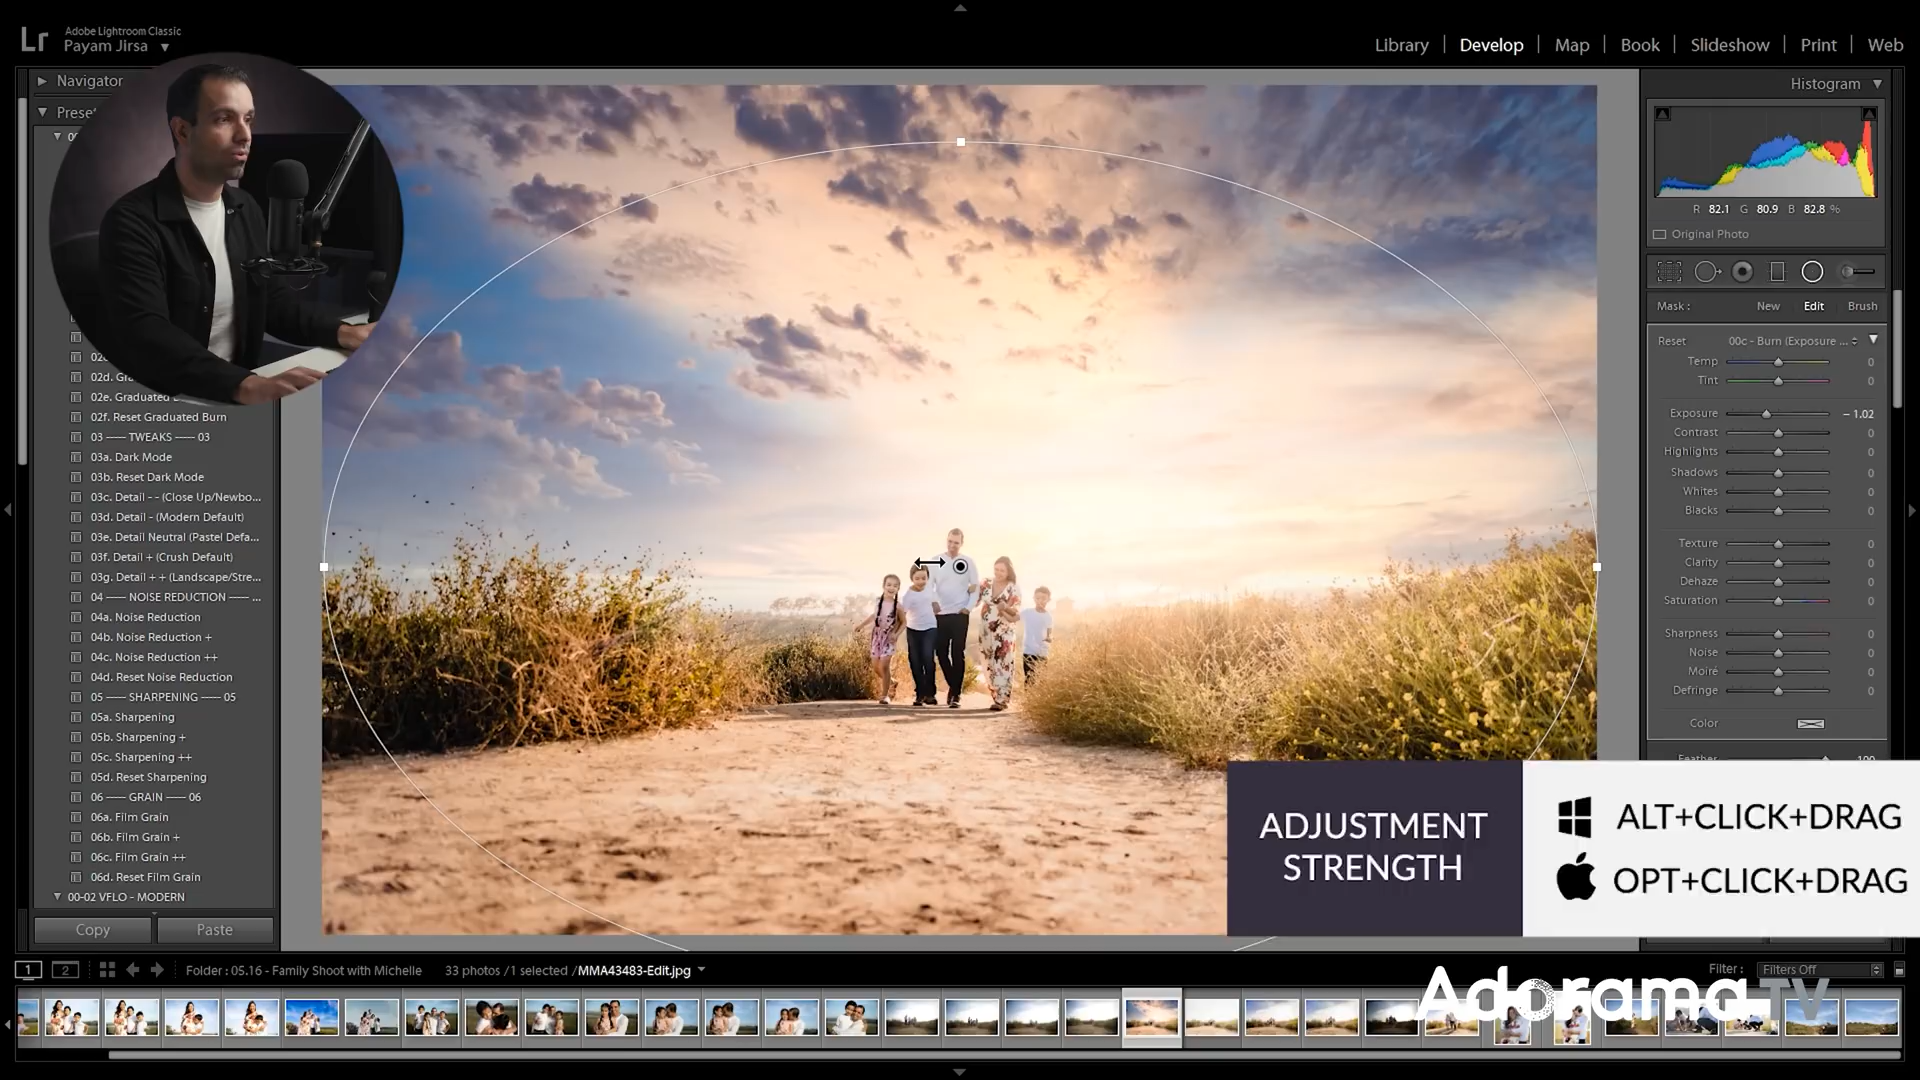 Lr
Adobe Lightroom Classic
Payam Jirsa
Library
Develop
Map
Book
Slideshow
Print
Web
Navigator
02f. Reset Graduated Burn
03 —— TWEAKS —— 03
03a. Dark Mode
03b. Reset Dark Mode
03c. Detail - - (Close Up/Newbo...
03d. Detail - (Modern Default)
03e. Detail Neutral (Pastel Defa...
03f. Detail + (Crush Default)
03g. Detail + + (Landscape/Stre...
04 —— NOISE REDUCTION —— ...
04a. Noise Reduction
04b. Noise Reduction +
04c. Noise Reduction ++
04d. Reset Noise Reduction
05 —— SHARPENING —— 05
05a. Sharpening
05b. Sharpening +
05c. Sharpening ++
05d. Reset Sharpening
06 —— GRAIN —— 06
06a. Film Grain
06b. Film Grain +
06c. Film Grain ++
06d. Reset Film Grain
00-02 VFLO - MODERN
Copy
Paste
Histogram
R 82.1 G 80.9 B 82.8 %
Original Photo
Mask : New Edit Brush
Reset 00c - Burn (Exposure ...
Temp 0
Tint 0
Exposure – 1.02
Contrast 0
Highlights 0
Shadows 0
Whites 0
Blacks 0
Texture 0
Clarity 0
Dehaze 0
Saturation 0
Sharpness 0
Noise 0
Moiré 0
Defringe 0
Color
Feather 100
ADJUSTMENT
STRENGTH
ALT+CLICK+DRAG
OPT+CLICK+DRAG
1 2 Folder : 05.16 - Family Shoot with Michelle 33 photos /1 selected /MMA43483-Edit.jpg
Filter : Filters Off
Adorama TV